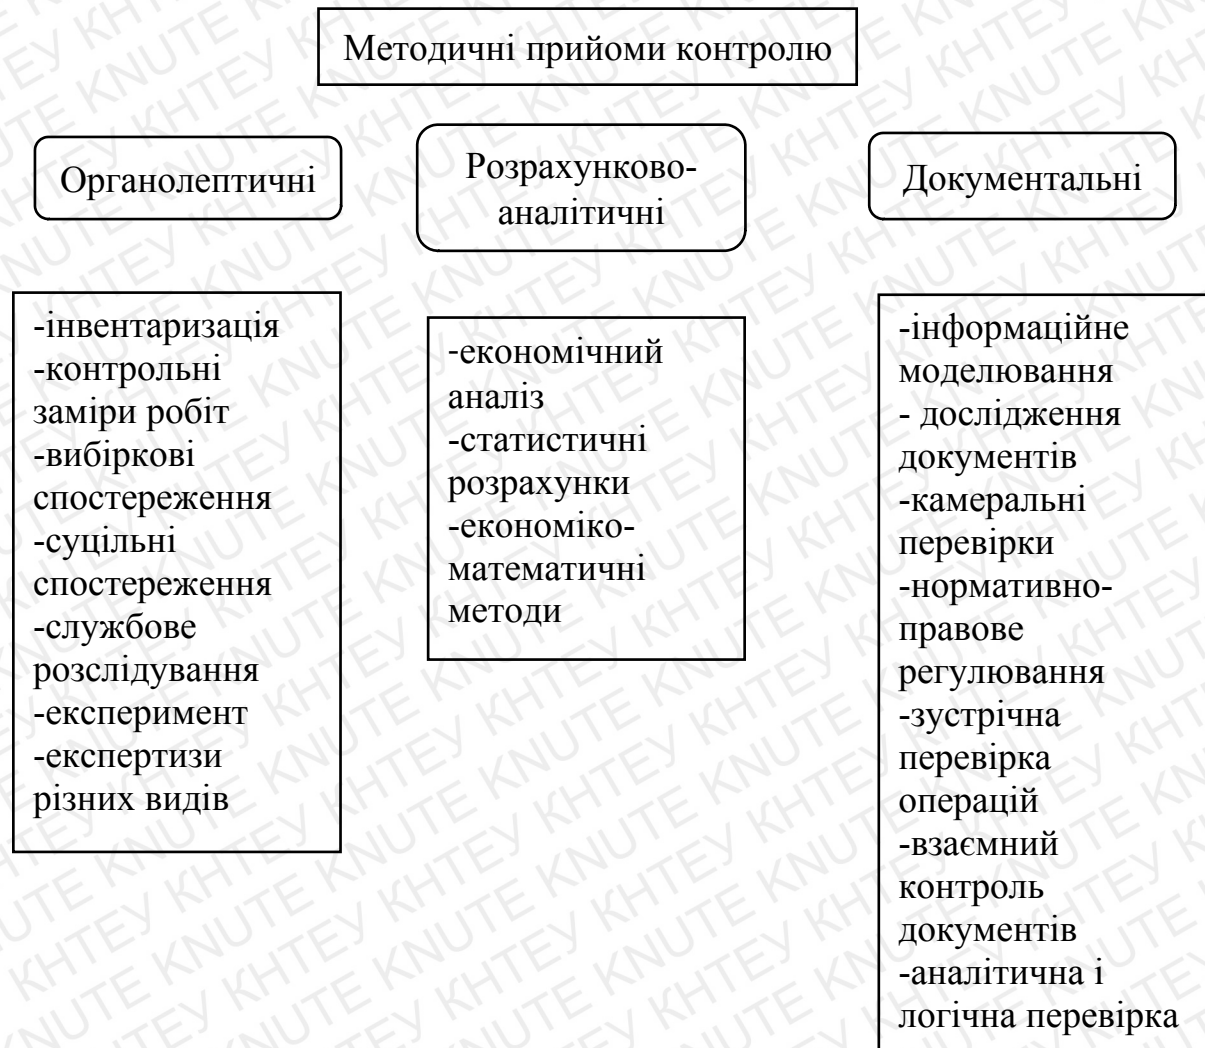 Методичні прийоми контролю
Органолептичні
Розрахунково-
аналітичні
Документальні
-інвентаризація
-контрольні
заміри робіт
-вибіркові
спостереження
-суцільні
спостереження
-службове
розслідування
-експеримент
-експертизи
різних видів
-економічний
аналіз
-статистичні
розрахунки
-економіко-
математичні
методи
-інформаційне
моделювання
- дослідження
документів
-камеральні
перевірки
-нормативно-
правове
регулювання
-зустрічна
перевірка
операцій
-взаємний
контроль
документів
-аналітична і
логічна перевірка